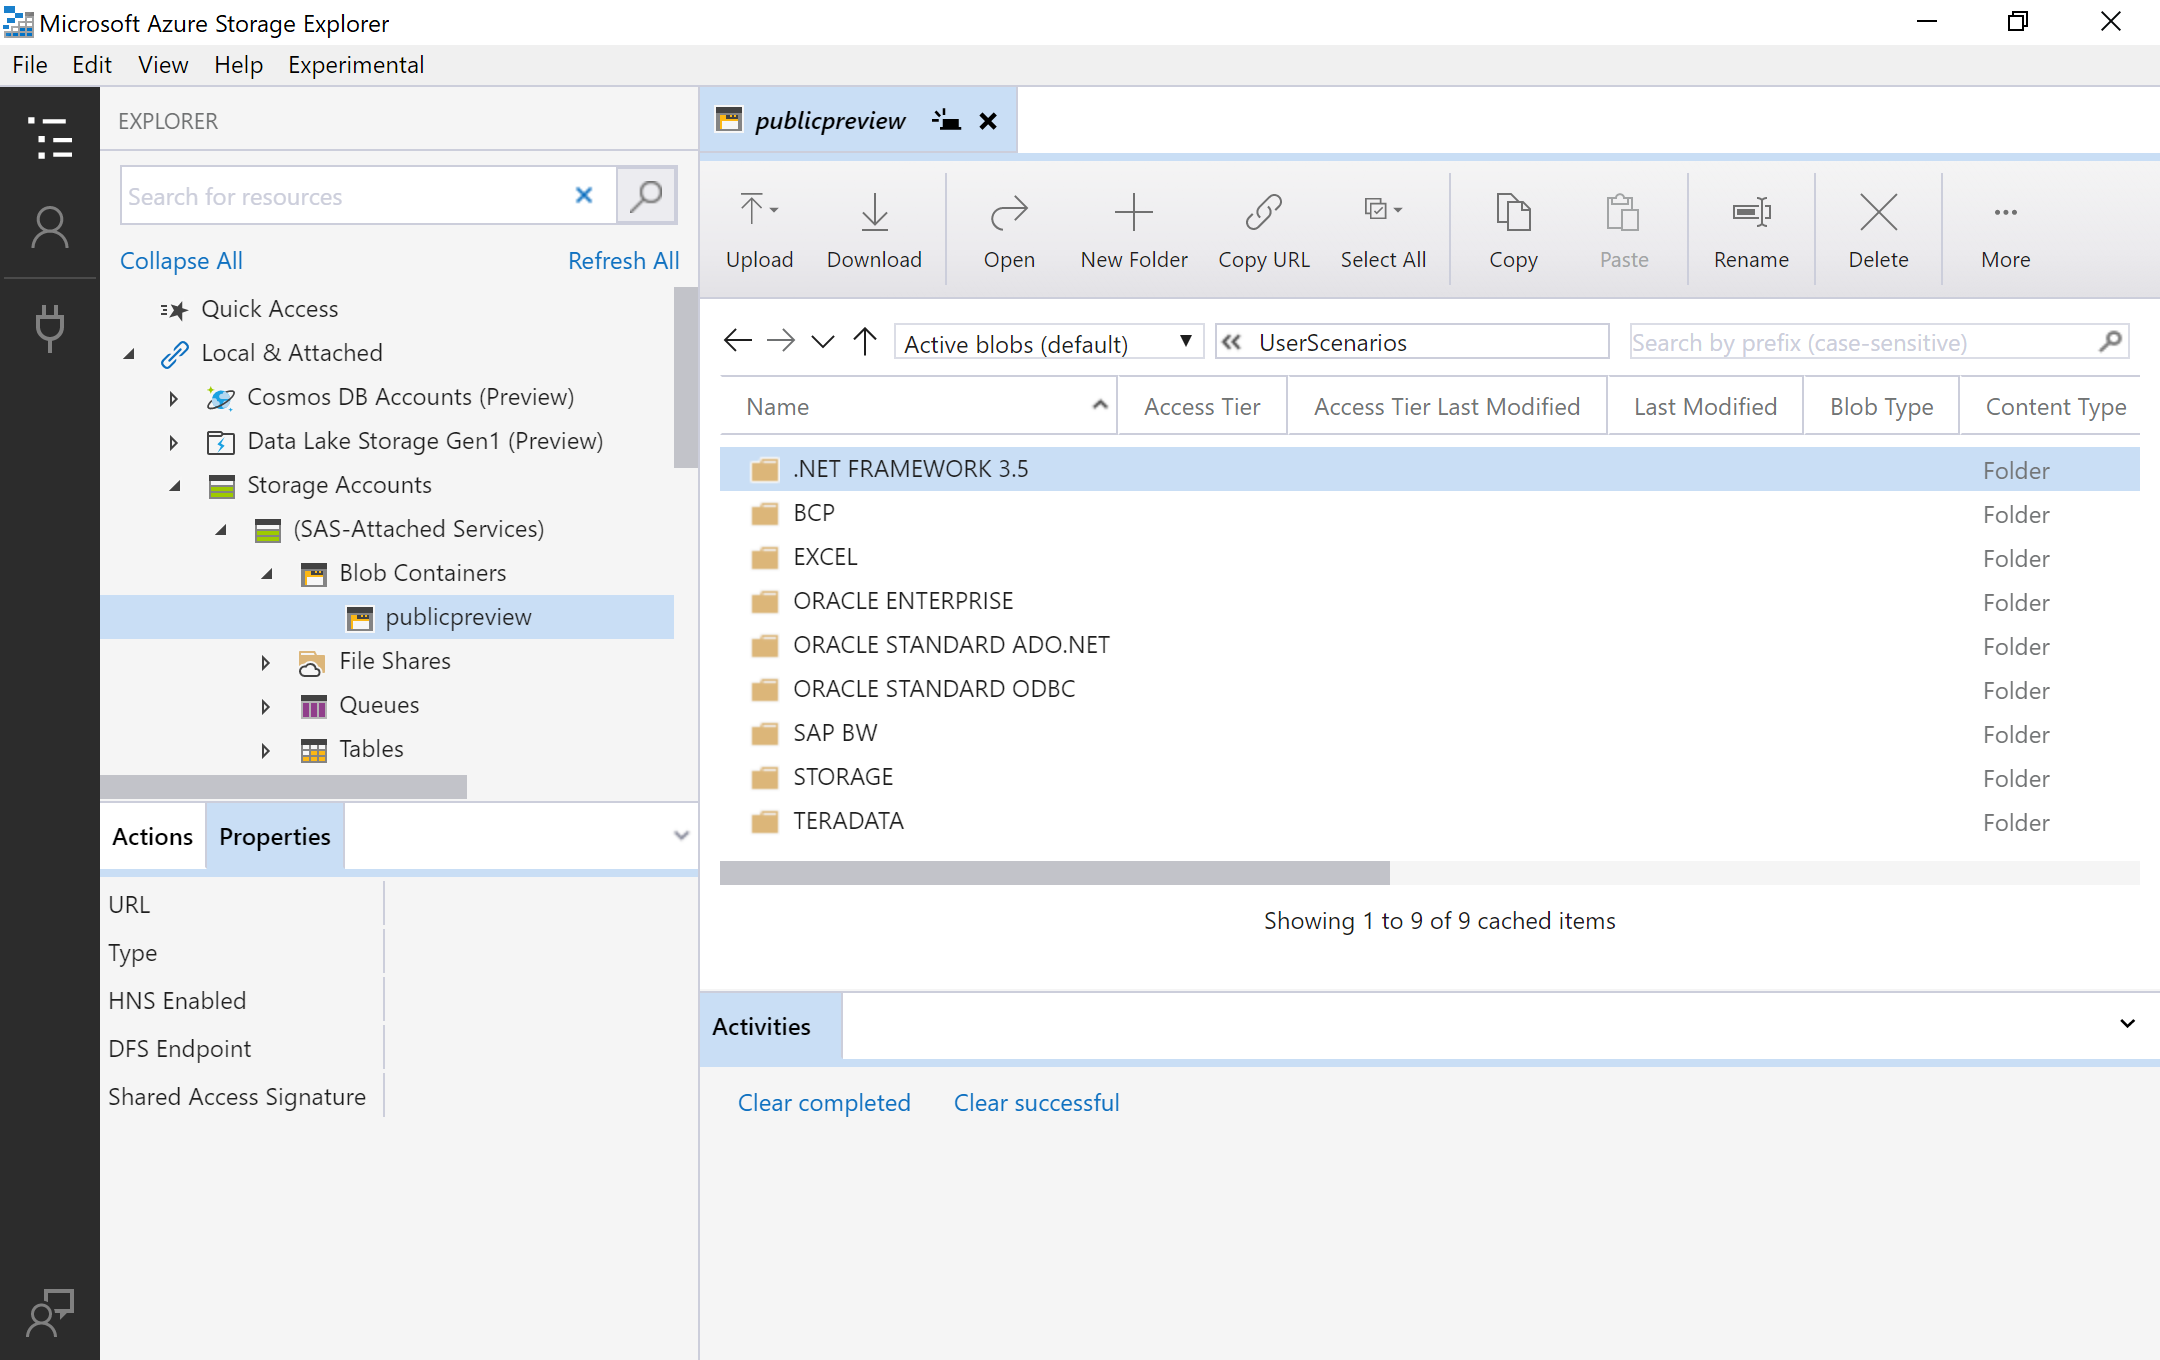 Microsoft Azure Storage Explorer
File Edit View Help Experimental
EXPLORER
Search for resources
Collapse All Refresh All
Quick Access
Local & Attached
Cosmos DB Accounts (Preview)
Data Lake Storage Gen1 (Preview)
Storage Accounts
(SAS-Attached Services)
Blob Containers
publicpreview
File Shares
Queues
Tables
Actions Properties
URL
Type
HNS Enabled
DFS Endpoint
Shared Access Signature
publicpreview
Upload Download Open New Folder Copy URL Select All Copy Paste Rename Delete More
Active blobs (default) UserScenarios Search by prefix (case-sensitive)
Name Access Tier Access Tier Last Modified Last Modified Blob Type Content Type
.NET FRAMEWORK 3.5 Folder
BCP Folder
EXCEL Folder
ORACLE ENTERPRISE Folder
ORACLE STANDARD ADO.NET Folder
ORACLE STANDARD ODBC Folder
SAP BW Folder
STORAGE Folder
TERADATA Folder
Showing 1 to 9 of 9 cached items
Activities
Clear completed Clear successful